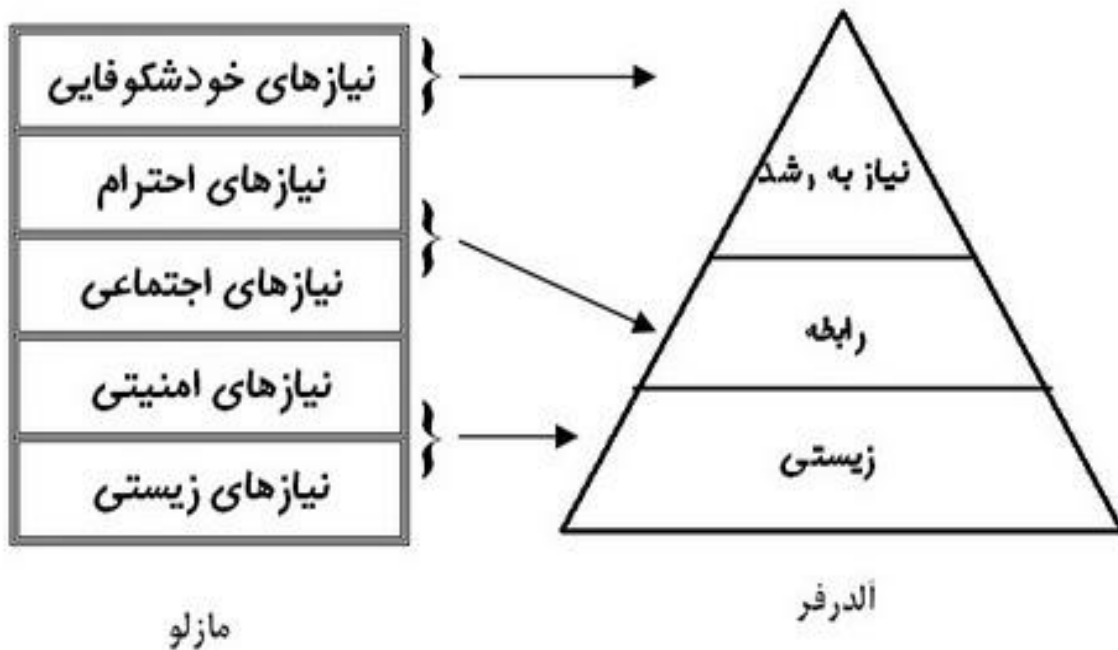 نیازهای خودشکوفایی
نیازهای احترام
نیازهای اجتماعی
نیازهای امنیتی
نیازهای زیستی
مازلو
نیاز به رشد
رابطه
زیستی
آلدرفر